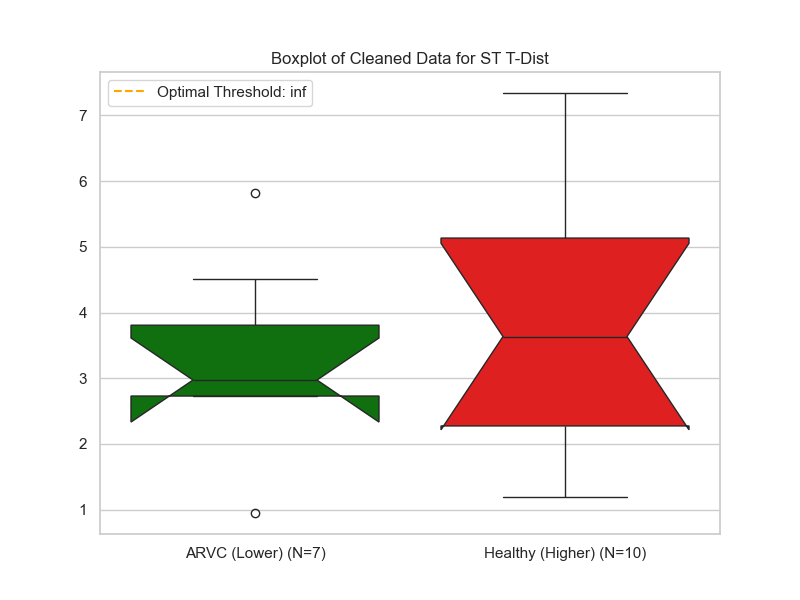 Boxplot of Cleaned Data for ST T-Dist
Optimal Threshold: inf
7
6
5
4
3
2
1
ARVC (Lower) (N=7)
Healthy (Higher) (N=10)